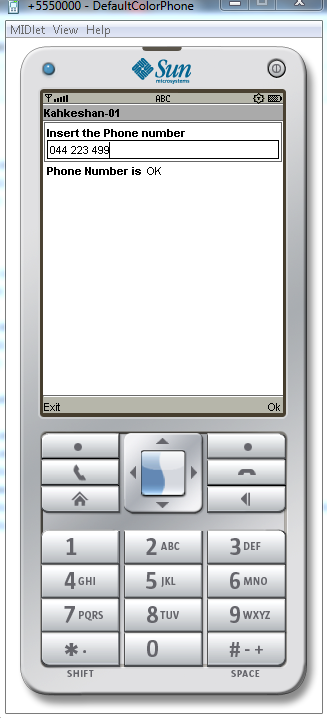 +5550000 - DefaultColorPhone
MIDlet View Help
Sun
microsystems
ABC
Kahkeshan-01
Insert the Phone number
044 223 499
Phone Number is OK
Exit Ok
1 2 ABC 3 DEF
4 GHI 5 JKL 6 MNO
7 PQRS 8 TUV 9 WXYZ
* . 0 # - +
SHIFT SPACE